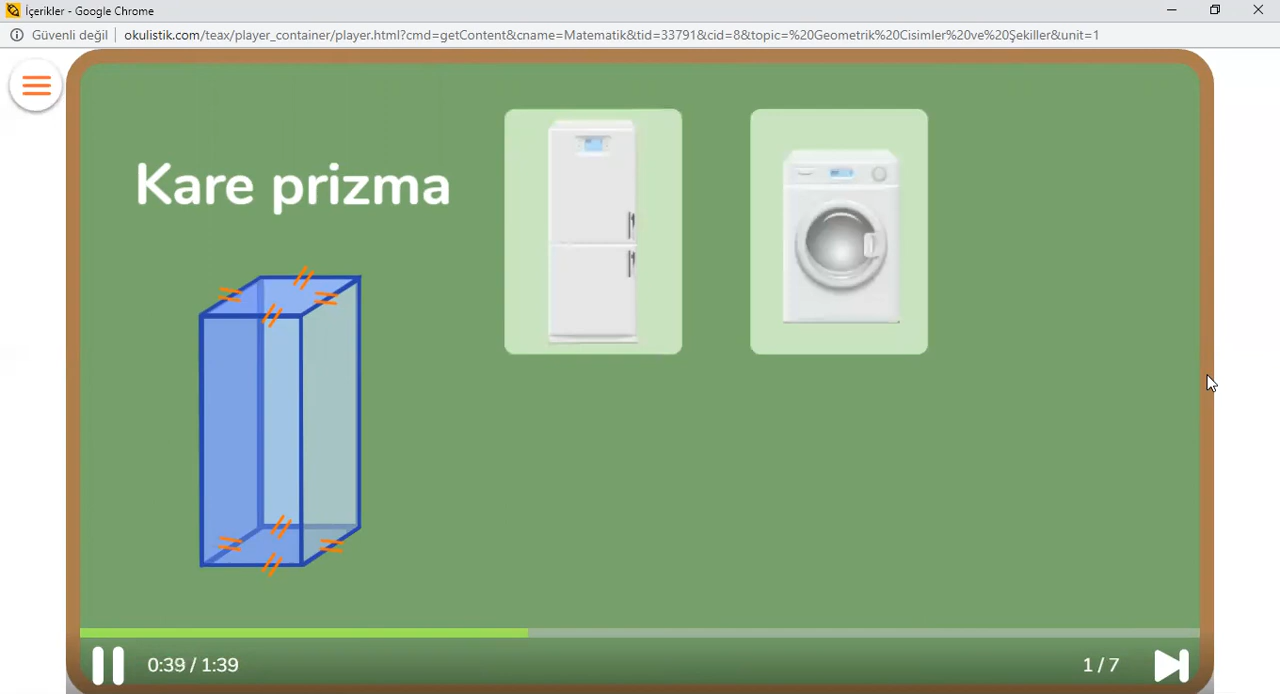 İçerikler - Google Chrome
Güvenli değil
okulistik.com/teax/player_container/player.html?cmd=getContent&cname=Matematik&tid=33791&cid=8&topic=%20Geometrik%20Cisimler%20ve%20Şekiller&unit=1
Kare prizma
0:39 / 1:39
1 / 7